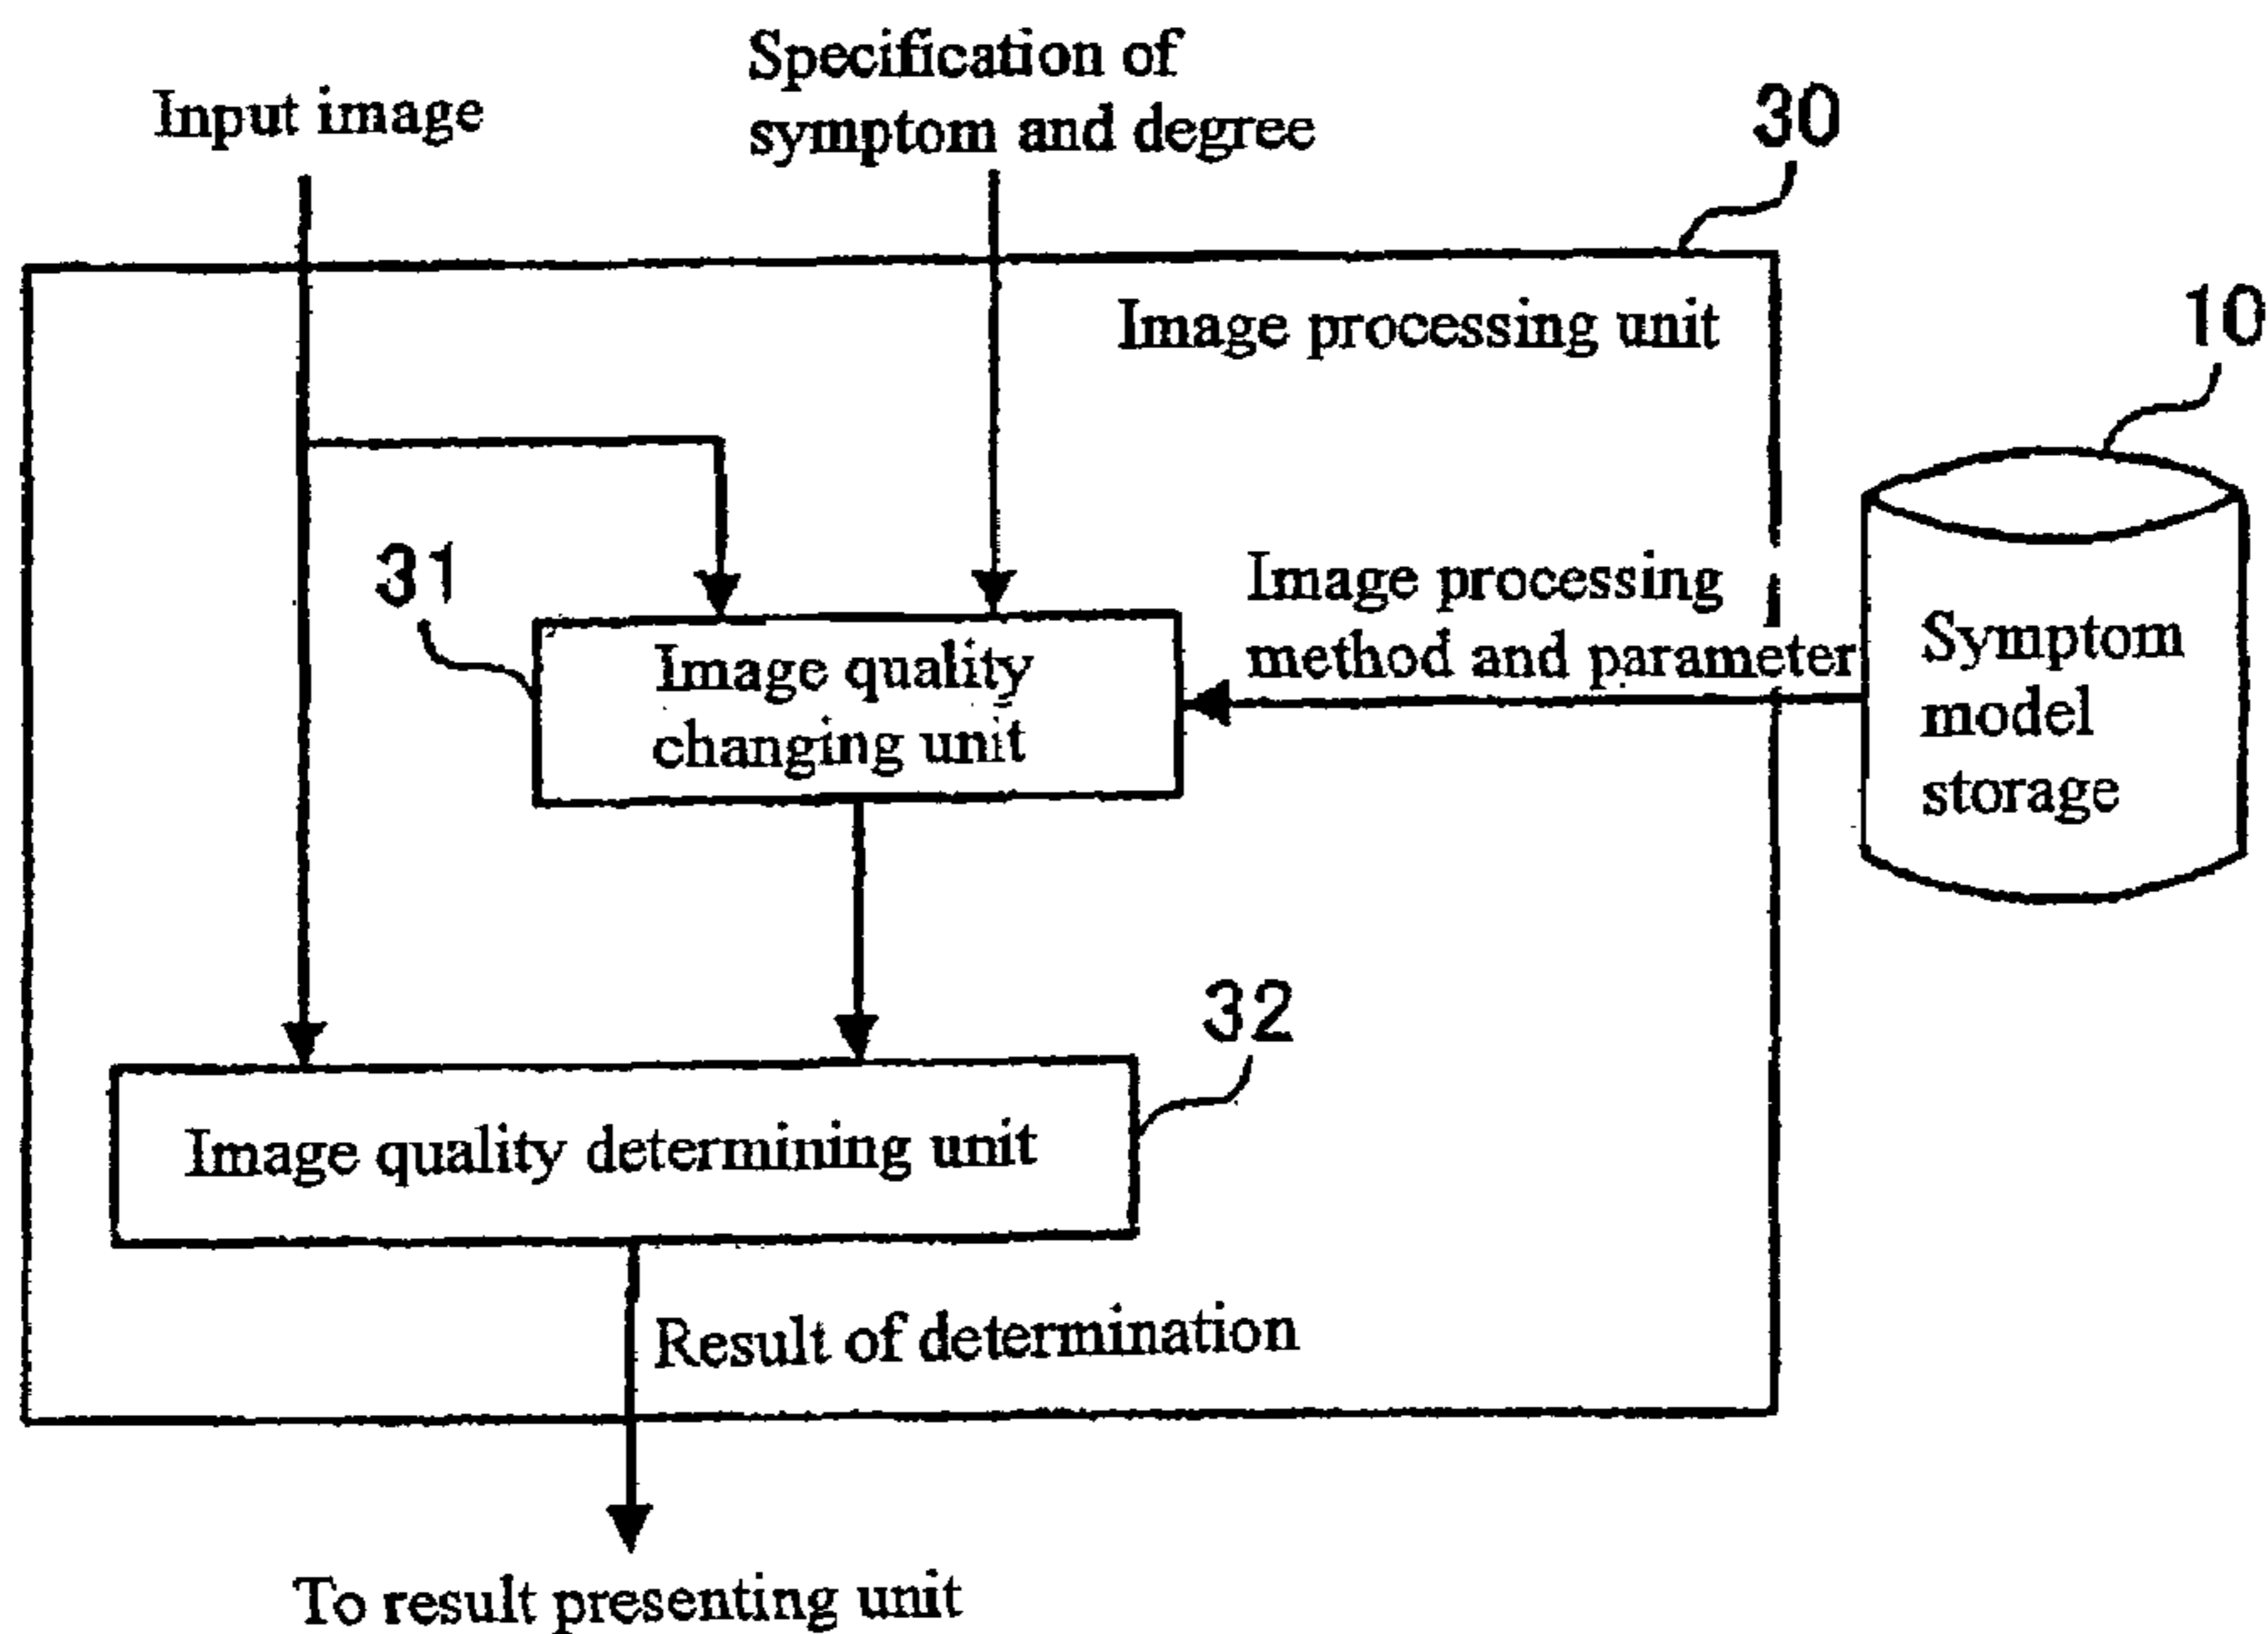 Specification of
symptom and degree
Input image
30
Image processing unit
10
31
Image processing
method and parameter
Symptom
model
storage
Image quality
changing unit
32
Image quality determining unit
Result of determination
To result presenting unit